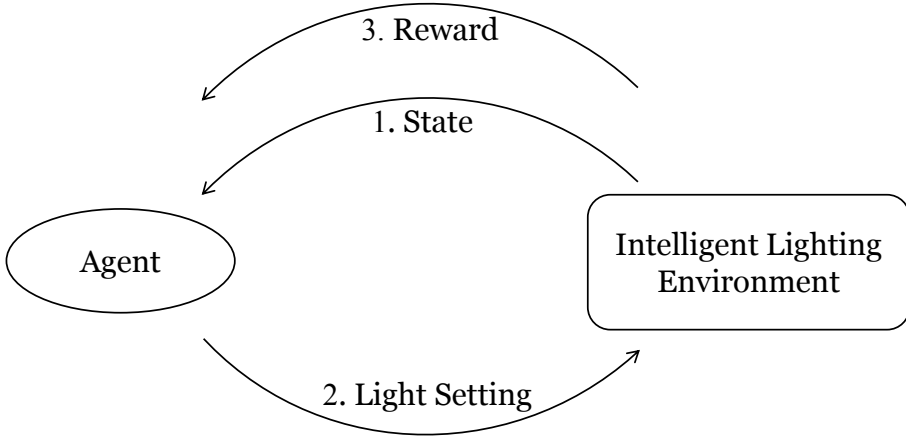 3. Reward
1. State
Agent
Intelligent Lighting
Environment
2. Light Setting